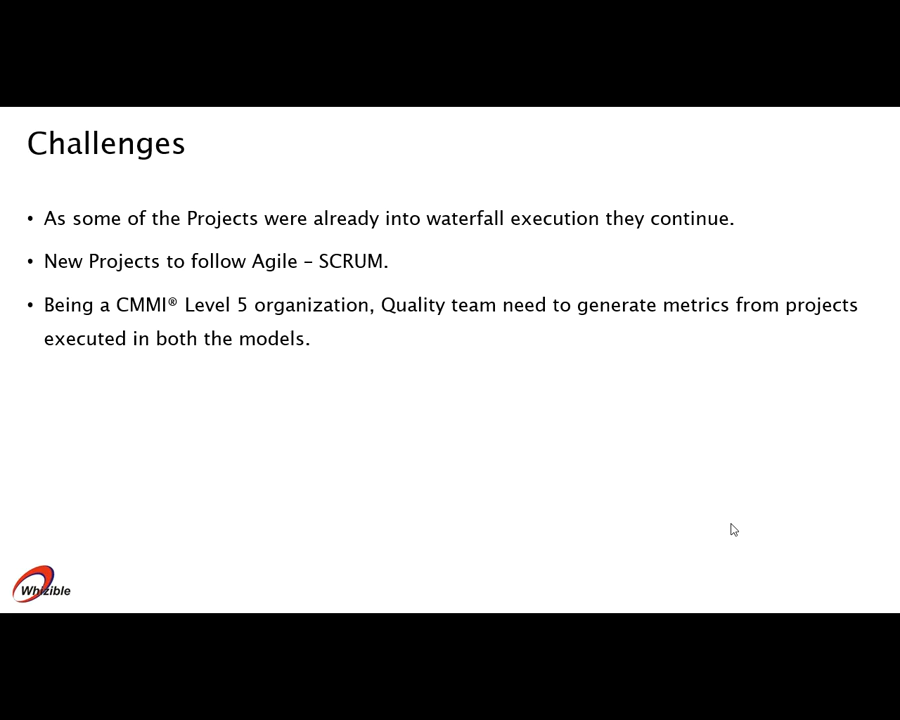 Challenges
• As some of the Projects were already into waterfall execution they continue.
• New Projects to follow Agile – SCRUM.
• Being a CMMI® Level 5 organization, Quality team need to generate metrics from projects
executed in both the models.
Whizible